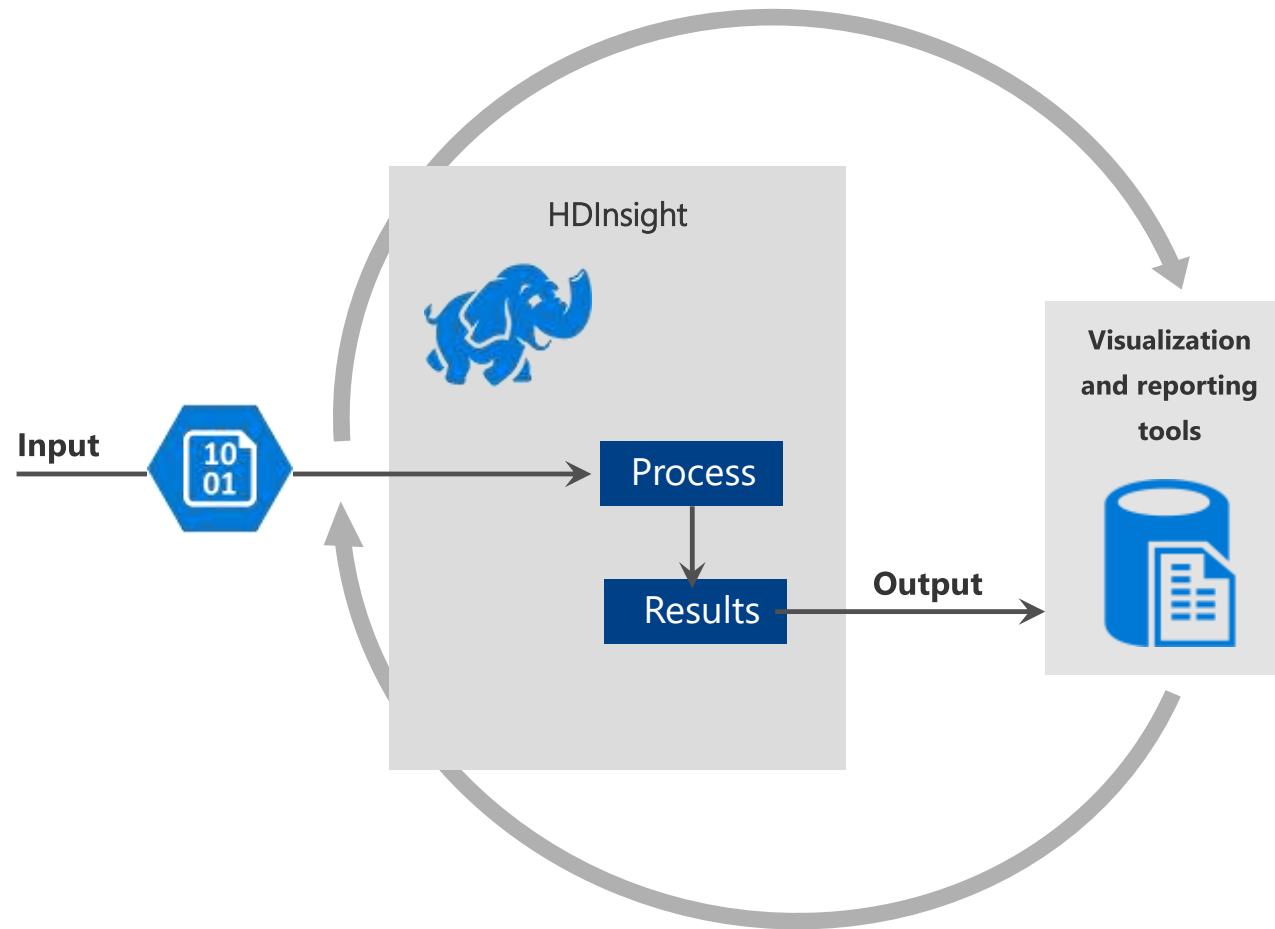 HDInsight
Visualization
and reporting
tools
Input
10
01
Process
Output
Results